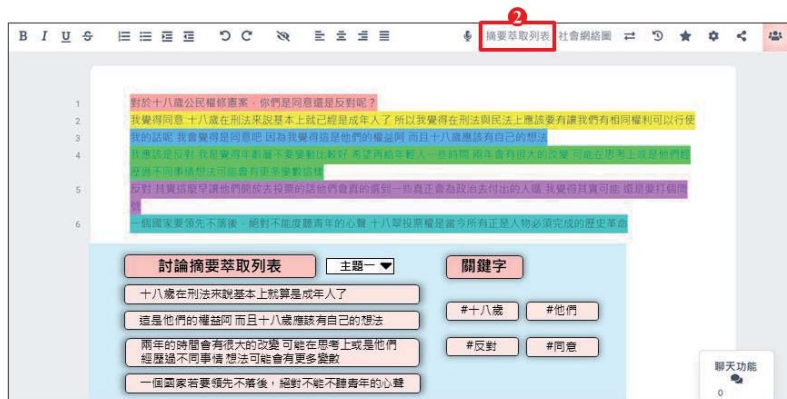 2
B I U S 摘要萃取列表 社會網絡圖
1 對於十八歲公民權修憲案，你們是同意還是反對呢？
2 我覺得同意 十八歲在刑法來說基本上就已經是成年人了 所以我覺得在刑法與民法上應該要有讓我們有相同權利可以行使
3 我的話呢 我會覺得是同意吧 因為我覺得這是他們的權益阿 而且十八歲應該有自己的想法
4 我應該是反對 我是覺得年齡層不要變動比較好 希望再給年輕人一些時間 兩年會有很大的改變 可能在思考上或是他們經
歷過不同事情想法可能會有更多變數這樣
5 反對 其實這麼早讓他們開放去投票的話他們會真的選到一些真正會為政治去付出的人嗎 我覺得其實可能 還是要打個問
號
6 一個國家要領先不落後，絕對不能度聽青年的心聲 十八翠投票權是當今所有正是人物必須完成的歷史革命
討論摘要萃取列表 主題一 關鍵字
十八歲在刑法來說基本上就算是成年人了
這是他們的權益阿 而且十八歲應該有自己的想法
#十八歲 #他們
兩年的時間會有很大的改變 可能在思考上或是他們
經歷過不同事情 想法可能會有更多變數
#反對 #同意
一個國家若要領先不落後，絕對不能不聽青年的心聲
聊天功能
0